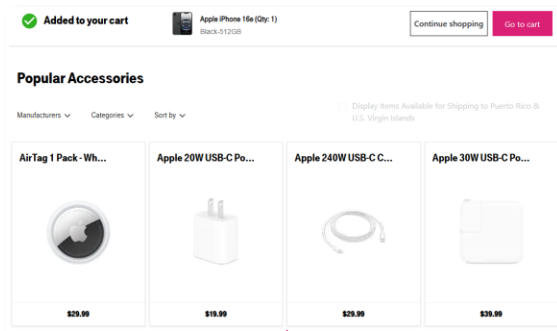 Added to your cart
Apple iPhone 16e (Qty: 1)
Black-512GB
Continue shopping
Go to cart
Popular Accessories
Manufacturers
Categories
Sort by
Display Items Available for Shipping to Puerto Rico &
U.S. Virgin Islands
AirTag 1 Pack - Wh...
Apple 20W USB-C Po...
Apple 240W USB-C C...
Apple 30W USB-C Po...
$29.99
$19.99
$29.99
$39.99